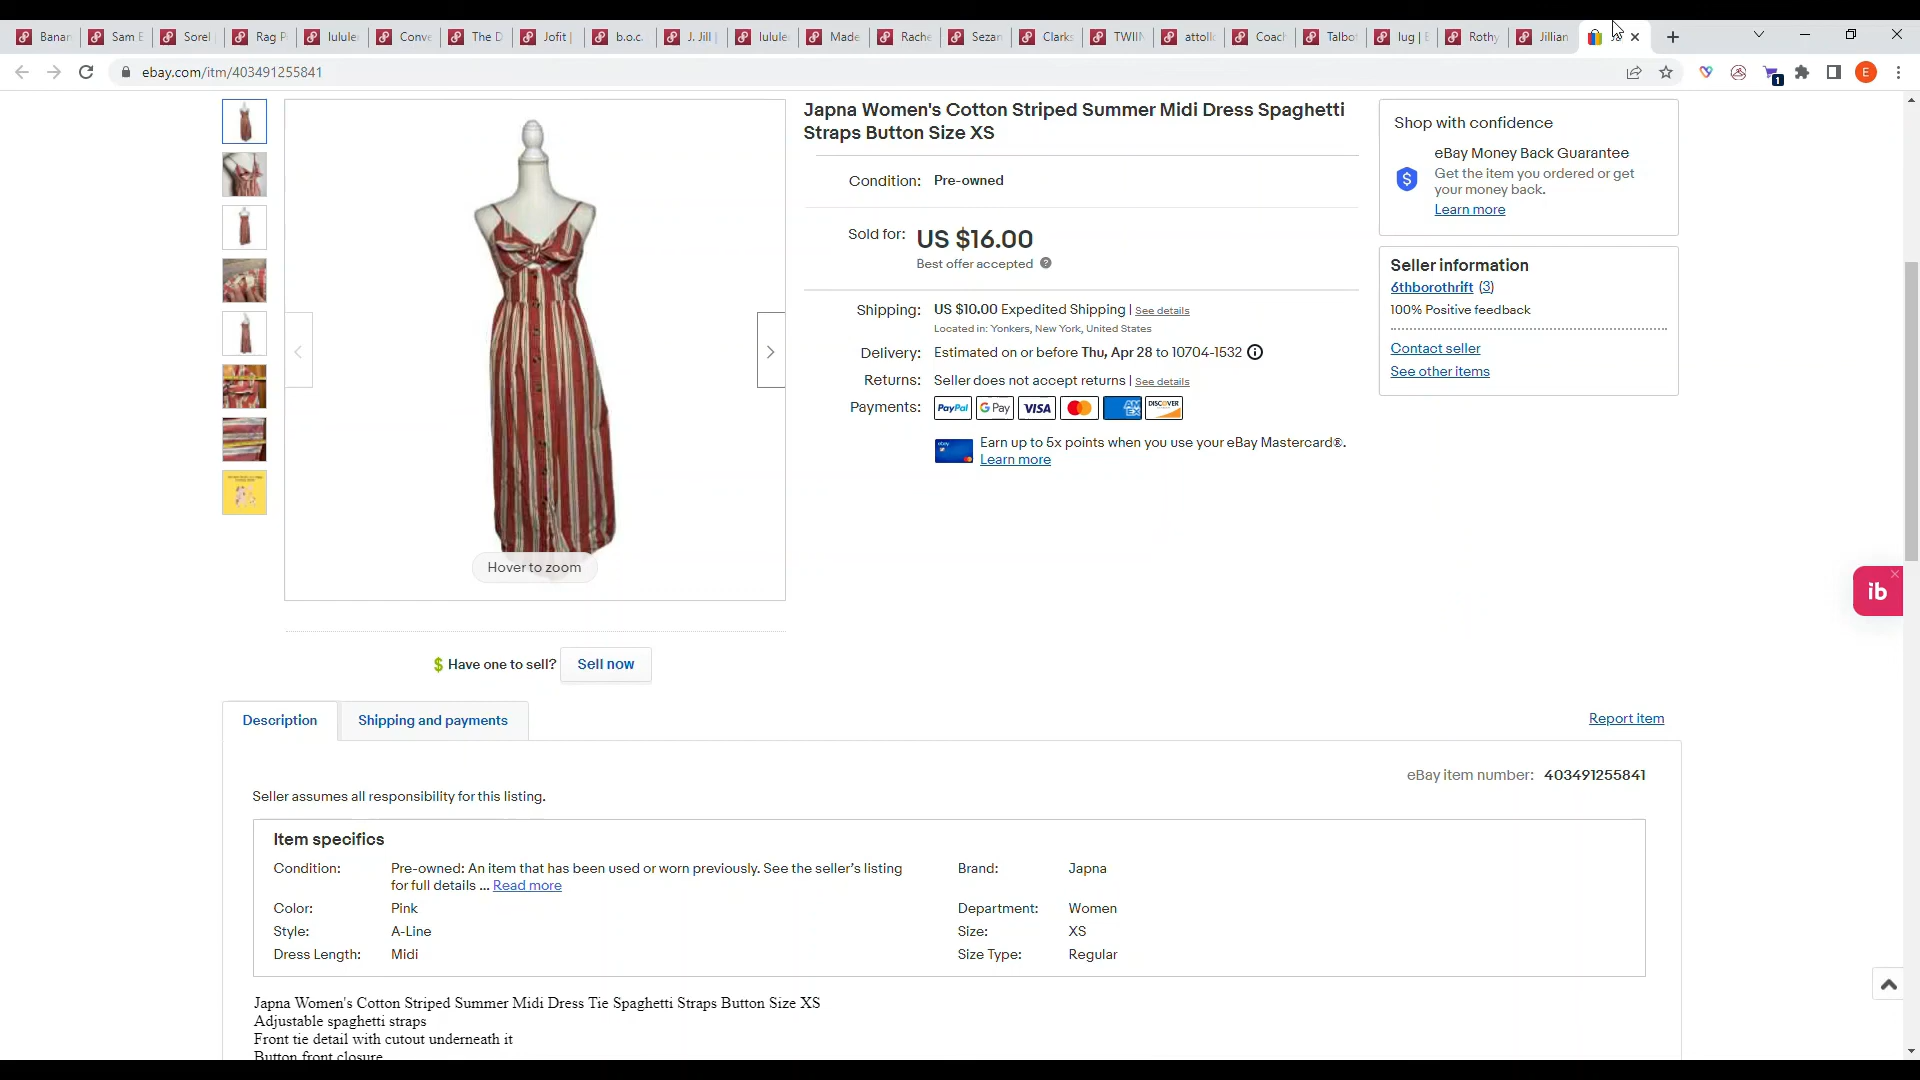 Banan
Sam E
Sorel
Rag P
lulule
Conve
The D
Jofit |
b.o.c.
J. Jill |
lulule
Made
Rache
Sezan
Clarks
TWIIN
attollo
Coach
Talbo
lug | E
Rothy
Jillian
ebay.com/itm/403491255841
1
E
Japna Women's Cotton Striped Summer Midi Dress Spaghetti
Straps Button Size XS
Condition: Pre-owned
Sold for: US $16.00
Best offer accepted
Shipping: US $10.00 Expedited Shipping | See details
Located in: Yonkers, New York, United States
Delivery: Estimated on or before Thu, Apr 28 to 10704-1532
Returns: Seller does not accept returns | See details
Payments: PayPal G Pay VISA AMEX DISCOVER
Earn up to 5x points when you use your eBay Mastercard®.
Learn more
Shop with confidence
eBay Money Back Guarantee
Get the item you ordered or get
your money back.
Learn more
Seller information
6thborothrift (3)
100% Positive feedback
Contact seller
See other items
Hover to zoom
ib
$ Have one to sell? Sell now
Description Shipping and payments
Report item
eBay item number: 403491255841
Seller assumes all responsibility for this listing.
Item specifics
Condition: Pre-owned: An item that has been used or worn previously. See the seller's listing
for full details ... Read more
Brand: Japna
Color: Pink
Department: Women
Style: A-Line
Size: XS
Dress Length: Midi
Size Type: Regular
Japna Women's Cotton Striped Summer Midi Dress Tie Spaghetti Straps Button Size XS
Adjustable spaghetti straps
Front tie detail with cutout underneath it
Button front closure